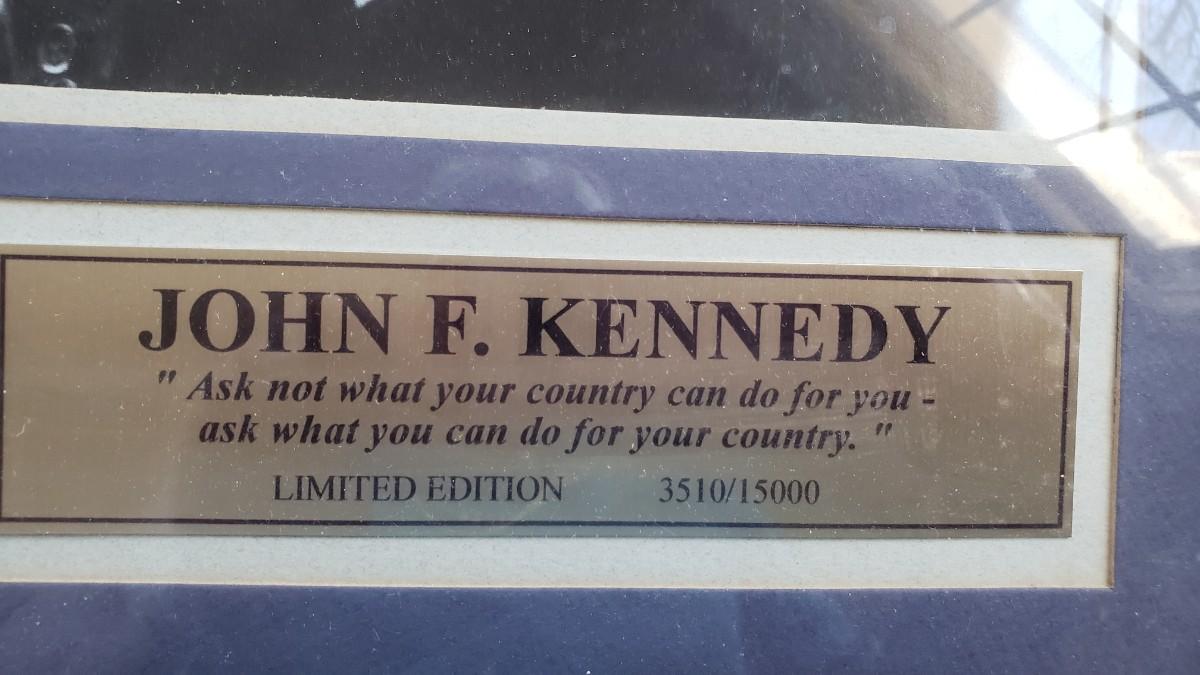 JOHN F. KENNEDY
" Ask not what your country can do for you -
ask what you can do for your country. "
LIMITED EDITION 3510/15000